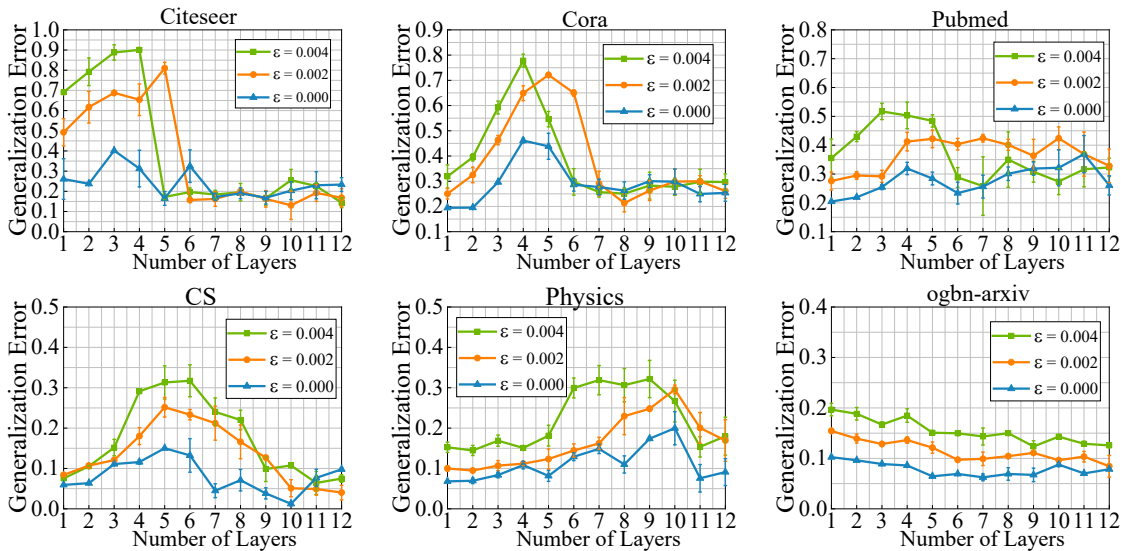 Citeseer
Generalization Error
1.0
0.9
0.8
0.7
0.6
0.5
0.4
0.3
0.2
0.1
0.0
ε = 0.004
ε = 0.002
ε = 0.000
1 2 3 4 5 6 7 8 9 10 11 12
Number of Layers
Cora
Generalization Error
0.9
0.8
0.7
0.6
0.5
0.4
0.3
0.2
0.1
ε = 0.004
ε = 0.002
ε = 0.000
1 2 3 4 5 6 7 8 9 10 11 12
Number of Layers
Pubmed
Generalization Error
0.8
0.7
0.6
0.5
0.4
0.3
0.2
0.1
ε = 0.004
ε = 0.002
ε = 0.000
1 2 3 4 5 6 7 8 9 10 11 12
Number of Layers
CS
Generalization Error
0.5
0.4
0.3
0.2
0.1
0.0
ε = 0.004
ε = 0.002
ε = 0.000
1 2 3 4 5 6 7 8 9 10 11 12
Number of Layers
Physics
Generalization Error
0.5
0.4
0.3
0.2
0.1
0.0
ε = 0.004
ε = 0.002
ε = 0.000
1 2 3 4 5 6 7 8 9 10 11 12
Number of Layers
ogbn-arxiv
Generalization Error
0.4
0.3
0.2
0.1
0.0
ε = 0.004
ε = 0.002
ε = 0.000
1 2 3 4 5 6 7 8 9 10 11 12
Number of Layers